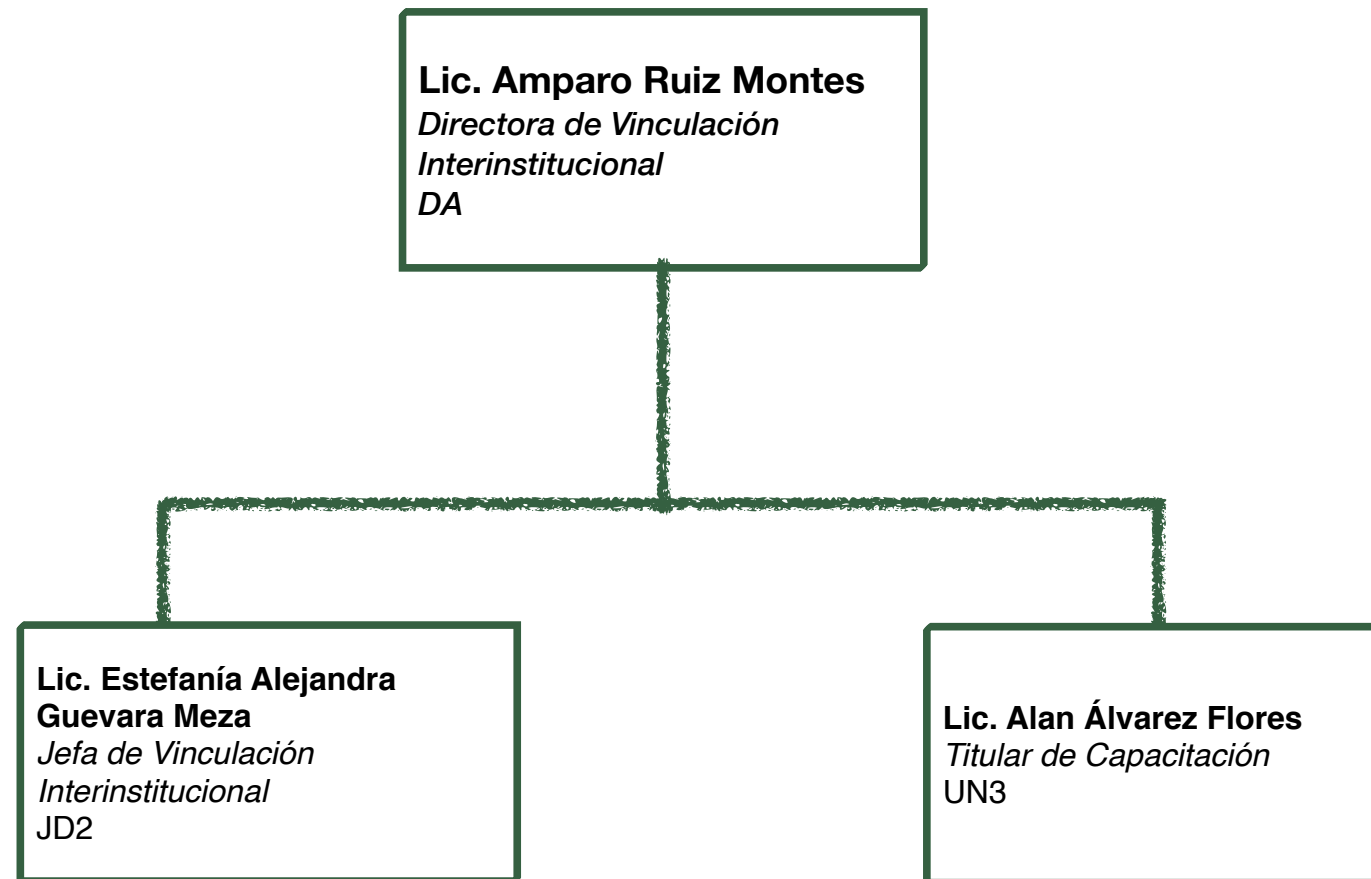 Lic. Amparo Ruiz Montes
Directora de Vinculación
Interinstitucional
DA
Lic. Estefanía Alejandra
Guevara Meza
Jefa de Vinculación
Interinstitucional
JD2
Lic. Alan Álvarez Flores
Titular de Capacitación
UN3